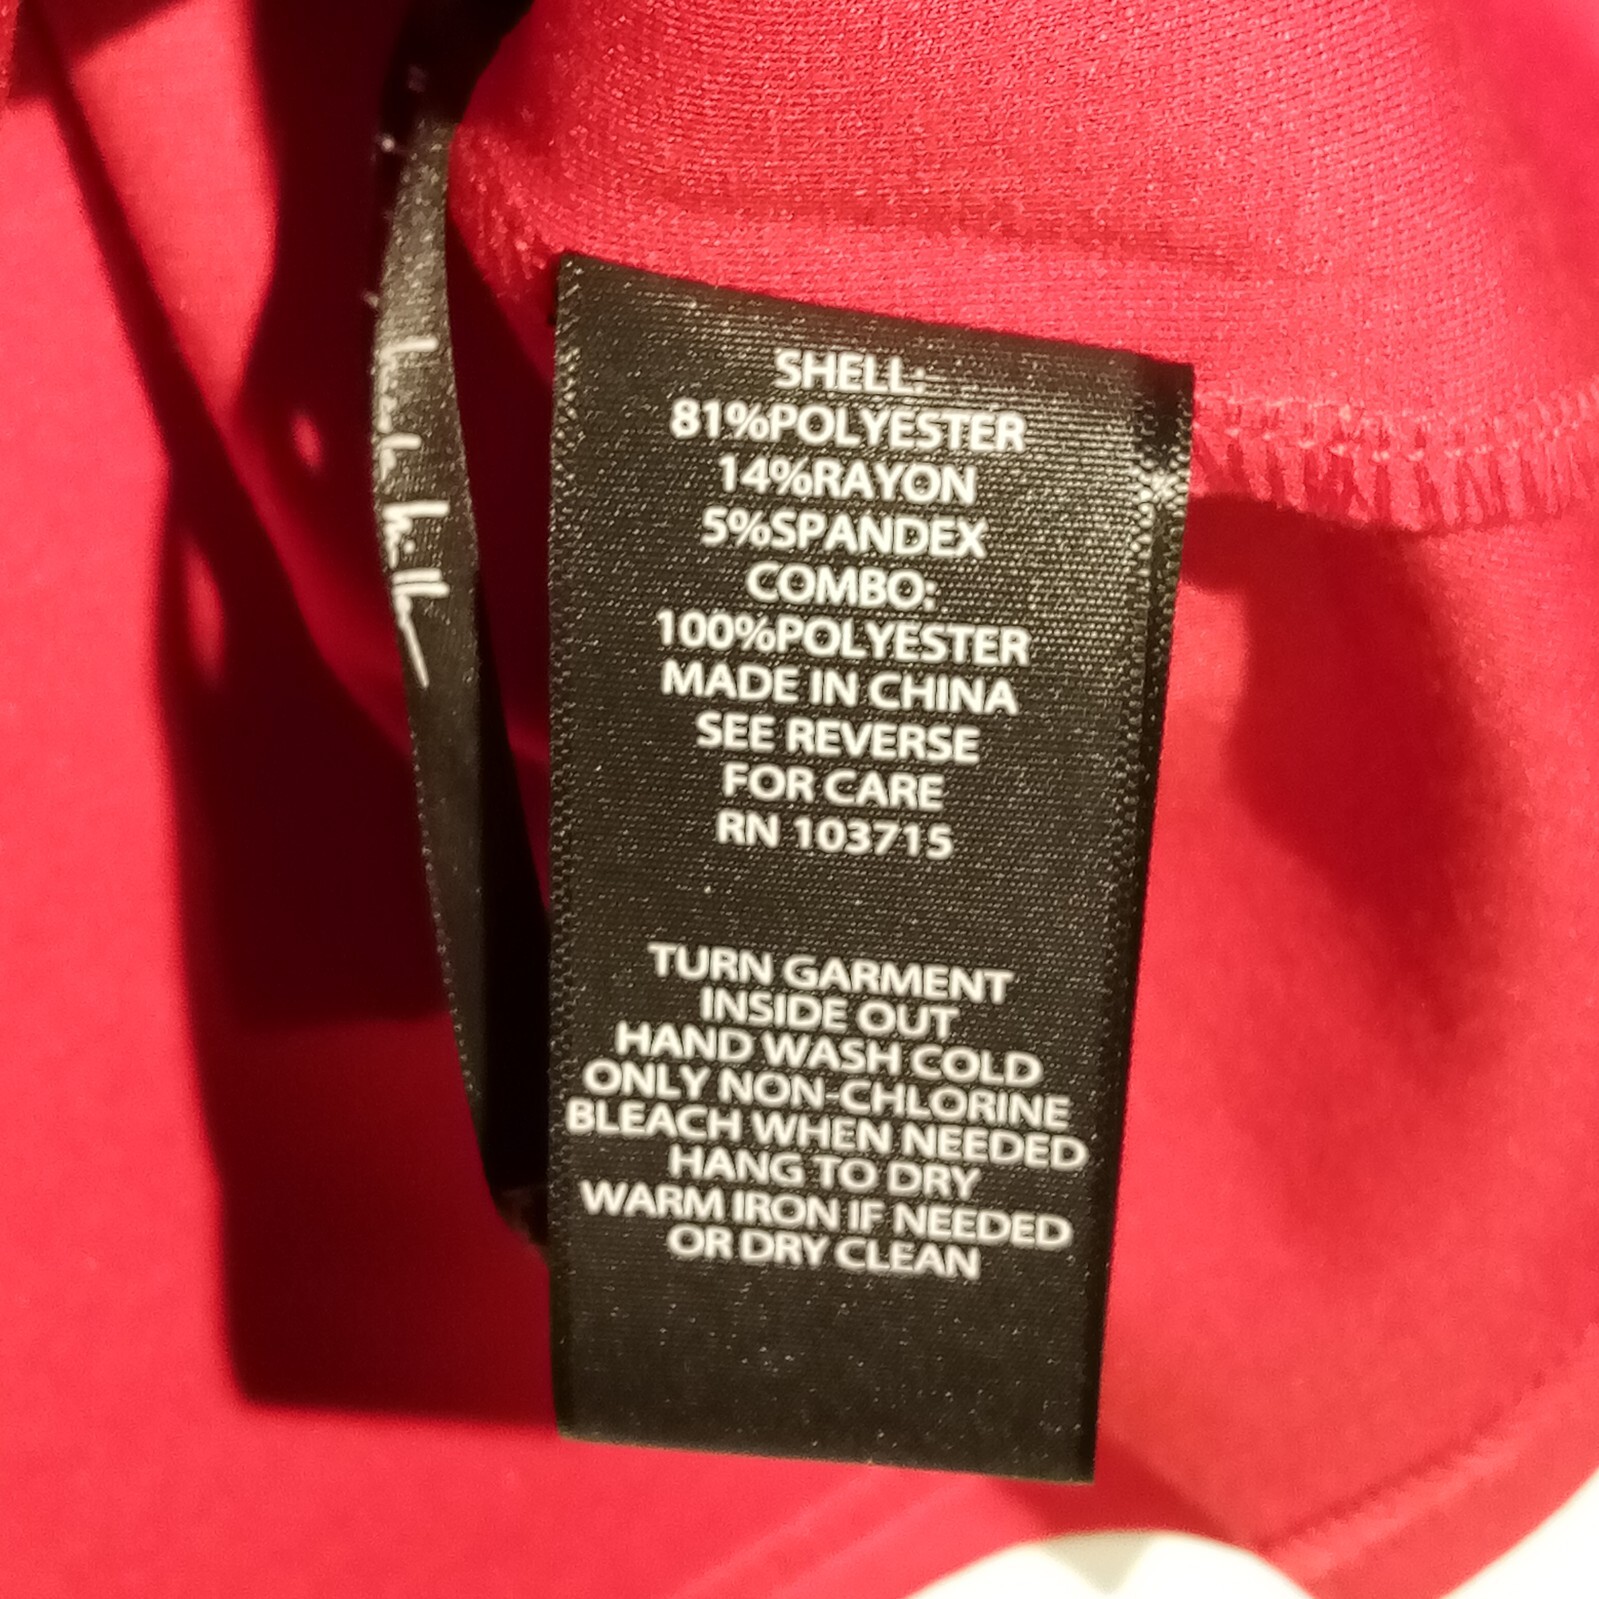 SHELL:
81%POLYESTER
14%RAYON
5%SPANDEX
COMBO:
100%POLYESTER
MADE IN CHINA
SEE REVERSE
FOR CARE
RN 103715
TURN GARMENT
INSIDE OUT
HAND WASH COLD
ONLY NON-CHLORINE
BLEACH WHEN NEEDED
HANG TO DRY
WARM IRON IF NEEDED
OR DRY CLEAN